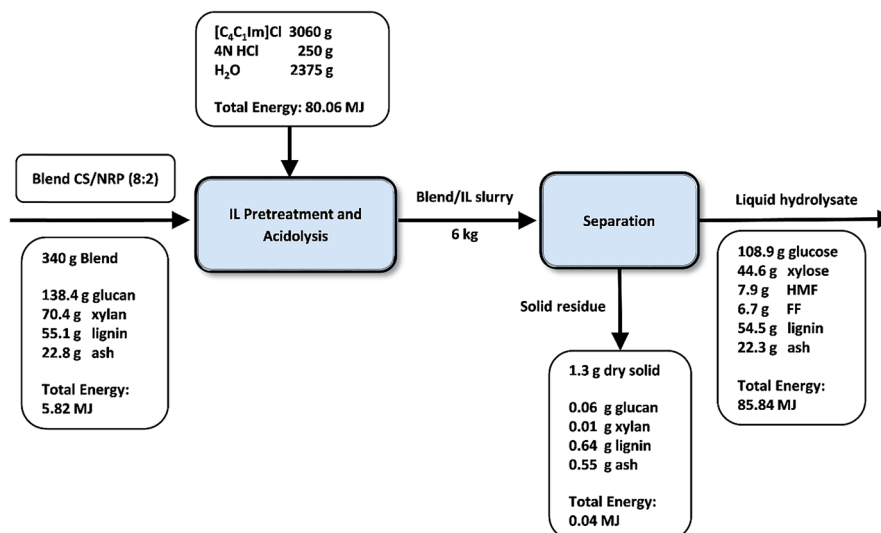 [C₄C₁Im]Cl 3060 g
4N HCl 250 g
H₂O 2375 g
Total Energy: 80.06 MJ
Blend CS/NRP (8:2)
IL Pretreatment and
Acidolysis
Blend/IL slurry
6 kg
Separation
Liquid hydrolysate
340 g Blend
138.4 g glucan
70.4 g xylan
55.1 g lignin
22.8 g ash
Total Energy:
5.82 MJ
Solid residue
1.3 g dry solid
0.06 g glucan
0.01 g xylan
0.64 g lignin
0.55 g ash
Total Energy:
0.04 MJ
108.9 g glucose
44.6 g xylose
7.9 g HMF
6.7 g FF
54.5 g lignin
22.3 g ash
Total Energy:
85.84 MJ